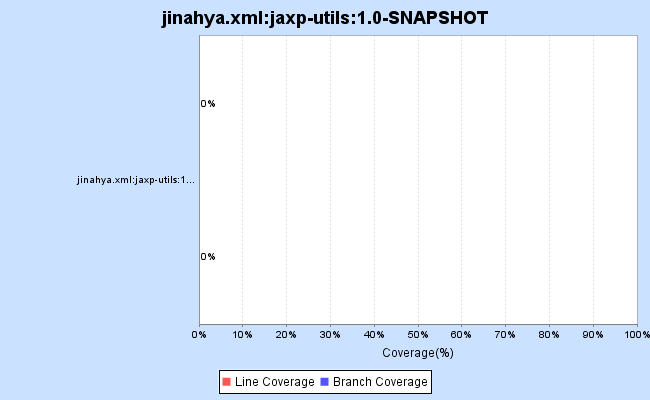 jinahya.xml:jaxp-utils:1.0-SNAPSHOT
0%
jinahya.xml:jaxp-utils:1...
0%
0% 10% 20% 30% 40% 50% 60% 70% 80% 90% 100%
Coverage(%)
Line Coverage Branch Coverage